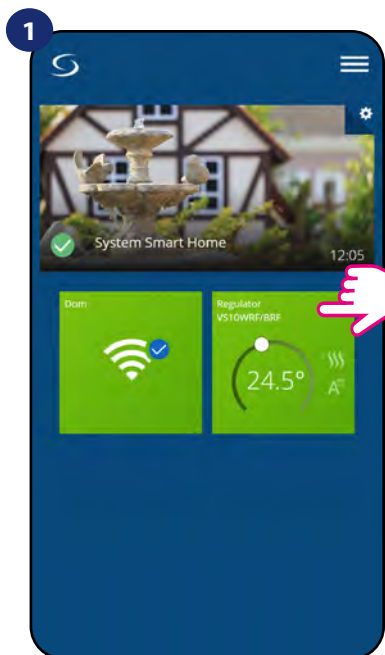 1
System Smart Home
12:05
Dom
Regulator
VS10WRF/BRF
24.5°
A